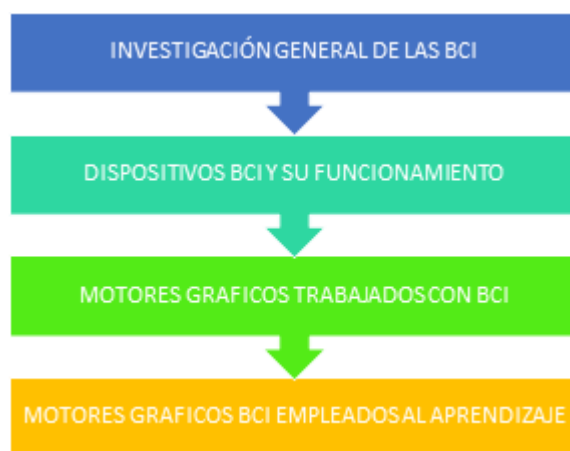 INVESTIGACIÓN GENERAL DE LAS BCI
DISPOSITIVOS BCI Y SU FUNCIONAMIENTO
MOTORES GRAFICOS TRABAJADOS CON BCI
MOTORES GRAFICOS BCI EMPLEADOS AL APRENDIZAJE